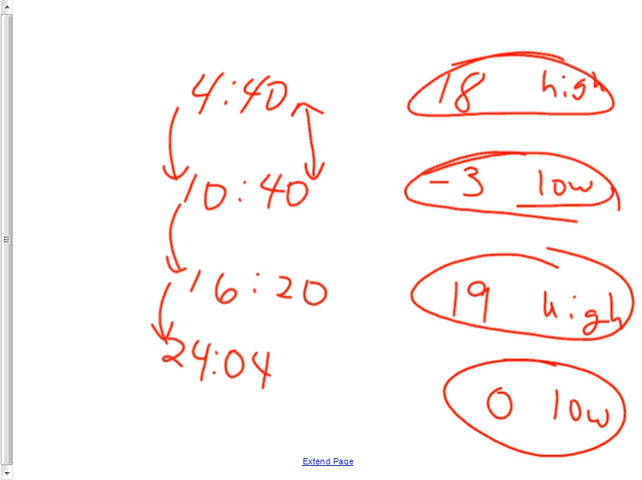 4:40 18 high
10:40 -3 low
16:20 19 high
24:04 0 low
Extend Page